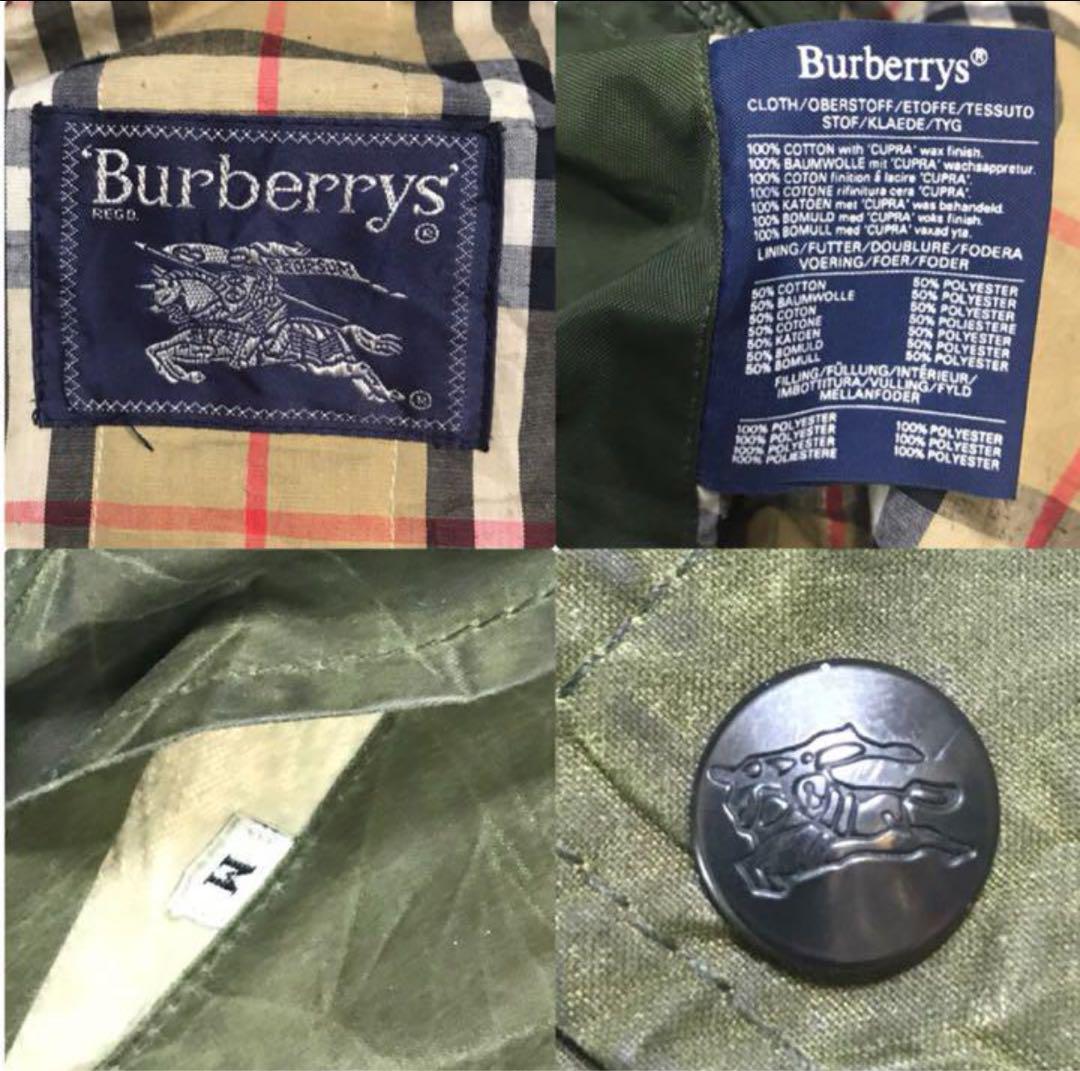 'Burberrys'
REGD.
®
PRORSUM
M
Burberrys®
CLOTH/OBERSTOFF/ETOFFE/TESSUTO
STOF/KLAEDE/TYG
100% COTTON with 'CUPRA' wax finish.
100% BAUMWOLLE mit 'CUPRA' wachsappretur.
100% COTON finition á lacire 'CUPRA'.
100% COTONE rifinitura cera 'CUPRA'.
100% KATOEN met 'CUPRA' was behandeld.
100% BOMULD med 'CUPRA' voks finish.
100% BOMULL med 'CUPRA' vaxad yta.
LINING/FUTTER/DOUBLURE/FODERA
VOERING/FOER/FODER
50% COTTON 50% POLYESTER
50% BAUMWOLLE 50% POLYESTER
50% COTON 50% POLYESTER
50% COTONE 50% POLIESTERE
50% KATOEN 50% POLYESTER
50% BOMULD 50% POLYESTER
50% BOMULL 50% POLYESTER
FILLING/FÜLLUNG/INTÉRIEUR/
IMBOTTITURA/VULLING/FYLD
MELLANFODER
100% POLYESTER 100% POLYESTER
100% POLYESTER 100% POLYESTER
100% POLYESTER 100% POLYESTER
100% POLIESTERE
M